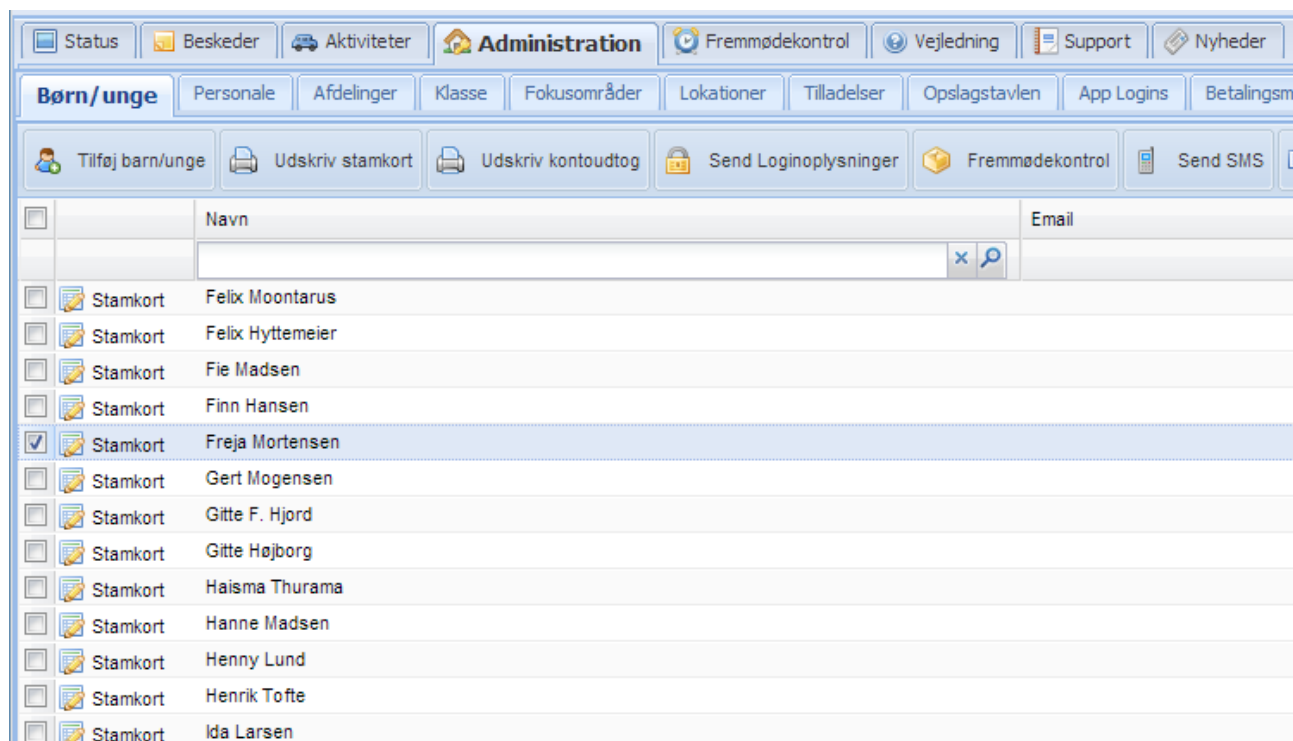 Status Beskeder Aktiviteter Administration Fremmødekontrol Vejledning Support Nyheder
Børn/unge Personale Afdelinger Klasse Fokusområder Lokationer Tilladelser Opslagstavlen App Logins Betalingsm
Tilføj barn/unge Udskriv stamkort Udskriv kontoudtog Send Loginoplysninger Fremmødekontrol Send SMS
Navn Email
Stamkort Felix Moontarus
Stamkort Felix Hyttemeier
Stamkort Fie Madsen
Stamkort Finn Hansen
Stamkort Freja Mortensen
Stamkort Gert Mogensen
Stamkort Gitte F. Hjord
Stamkort Gitte Højborg
Stamkort Haisma Thurama
Stamkort Hanne Madsen
Stamkort Henny Lund
Stamkort Henrik Tofte
Stamkort Ida Larsen